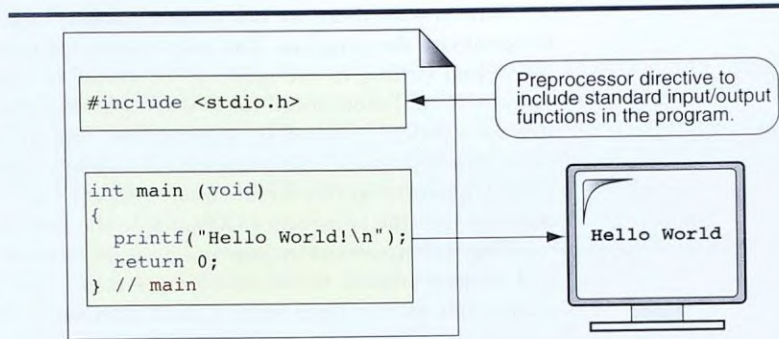 #include <stdio.h>
Preprocessor directive to
include standard input/output
functions in the program.
int main (void)
{
printf("Hello World!\n");
return 0;
} // main
Hello World